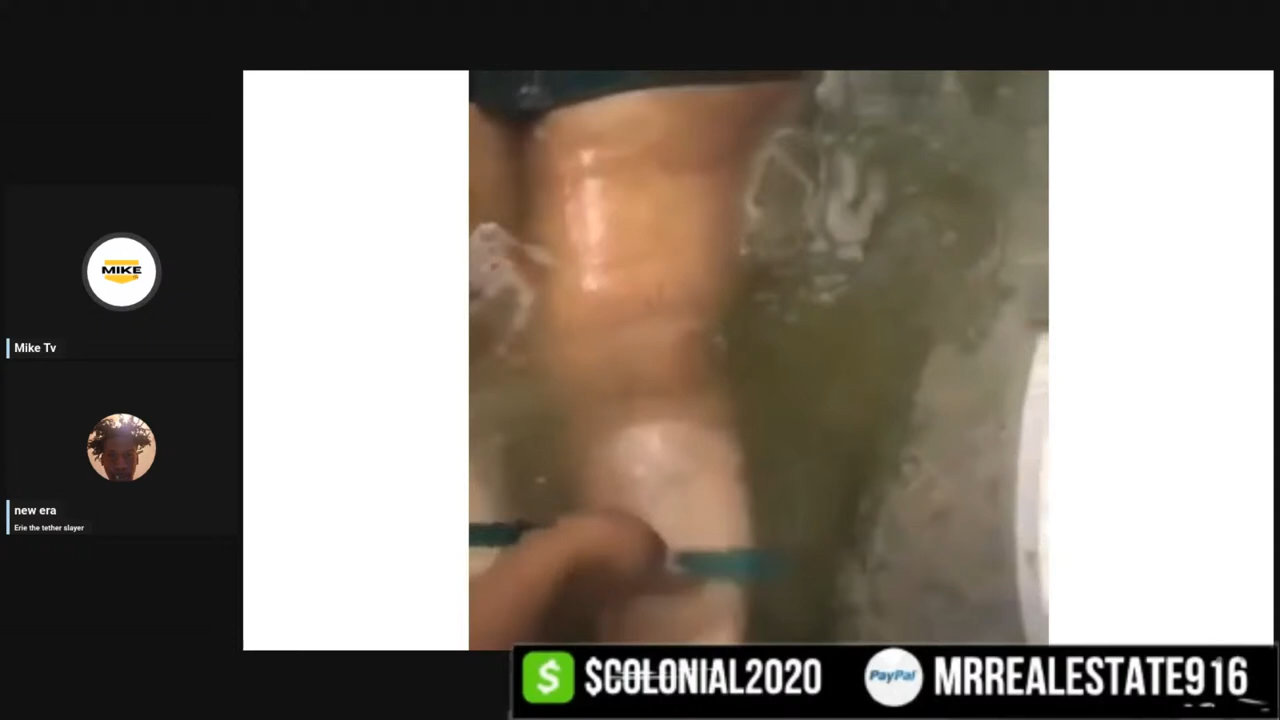 MIKE
Mike Tv
new era
Erie the tether slayer
$COLONIAL2020
PayPal
MRREALESTATE916